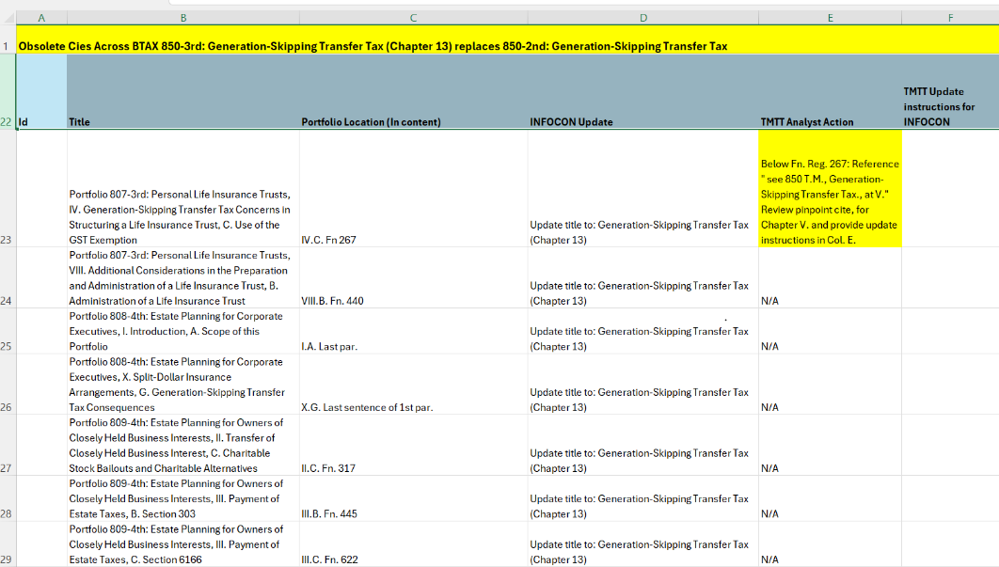 A B C D E F
1 Obsolete Cies Across BTAX 850-3rd: Generation-Skipping Transfer Tax (Chapter 13) replaces 850-2nd: Generation-Skipping Transfer Tax
TMTT Update
instructions for
22 Id Title Portfolio Location (In content) INFOCON Update TMTT Analyst Action INFOCON
Below Fn. Reg. 267: Reference
" see 850 T.M., Generation-
Portfolio 807-3rd: Personal Life Insurance Trusts, Skipping Transfer Tax., at V."
IV. Generation-Skipping Transfer Tax Concerns in Review pinpoint cite, for
Structuring a Life Insurance Trust, C. Use of the Update title to: Generation-Skipping Transfer Tax Chapter V. and provide update
23 GST Exemption IV.C. Fn 267 (Chapter 13) instructions in Col. E.
Portfolio 807-3rd: Personal Life Insurance Trusts,
VIII. Additional Considerations in the Preparation
and Administration of a Life Insurance Trust, B. Update title to: Generation-Skipping Transfer Tax
24 Administration of a Life Insurance Trust VIII.B. Fn. 440 (Chapter 13) N/A
Portfolio 808-4th: Estate Planning for Corporate
Executives, I. Introduction, A. Scope of this Update title to: Generation-Skipping Transfer Tax
25 Portfolio I.A. Last par. (Chapter 13) N/A
Portfolio 808-4th: Estate Planning for Corporate
Executives, X. Split-Dollar Insurance
Arrangements, G. Generation-Skipping Transfer Update title to: Generation-Skipping Transfer Tax
26 Tax Consequences X.G. Last sentence of 1st par. (Chapter 13) N/A
Portfolio 809-4th: Estate Planning for Owners of
Closely Held Business Interests, II. Transfer of
Closely Held Business Interest, C. Charitable Update title to: Generation-Skipping Transfer Tax
27 Stock Bailouts and Charitable Alternatives II.C. Fn. 317 (Chapter 13) N/A
Portfolio 809-4th: Estate Planning for Owners of
Closely Held Business Interests, III. Payment of Update title to: Generation-Skipping Transfer Tax
28 Estate Taxes, B. Section 303 III.B. Fn. 445 (Chapter 13) N/A
Portfolio 809-4th: Estate Planning for Owners of
Closely Held Business Interests, III. Payment of Update title to: Generation-Skipping Transfer Tax
29 Estate Taxes, C. Section 6166 III.C. Fn. 622 (Chapter 13) N/A